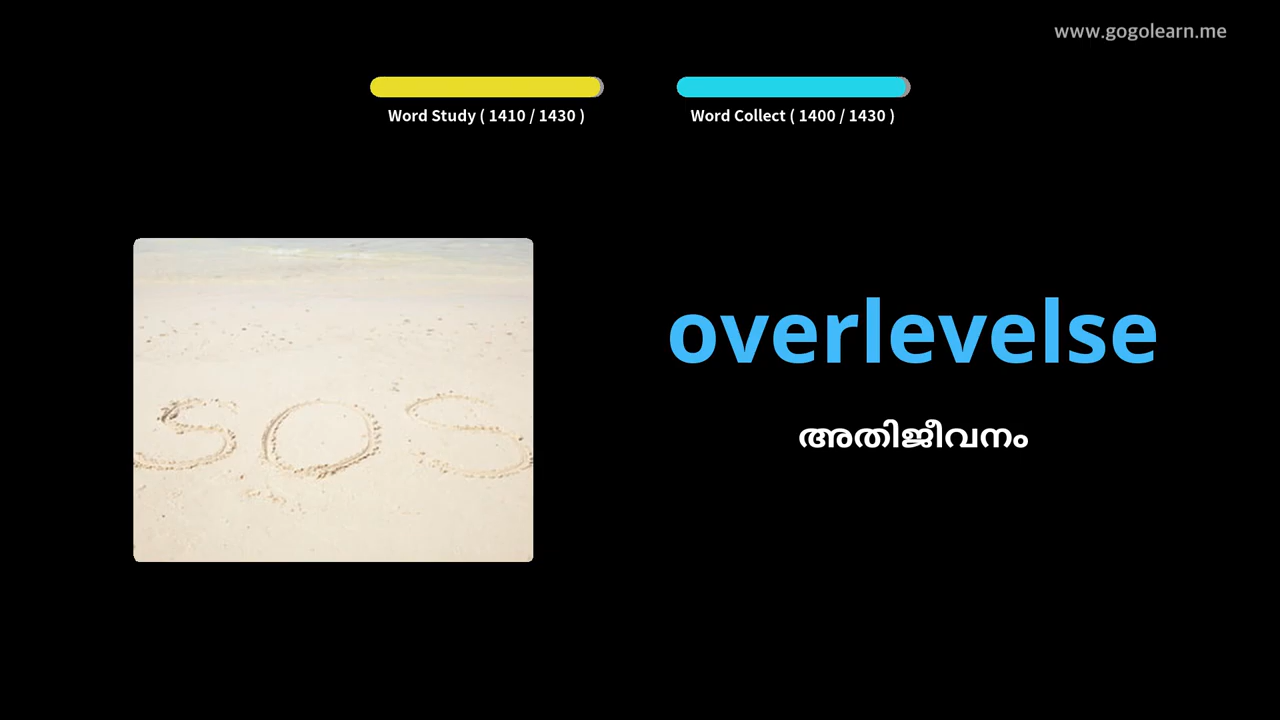 www.gogolearn.me
Word Study ( 1410 / 1430 )
Word Collect ( 1400 / 1430 )
SOS
overlevelse
അതിജീവനം